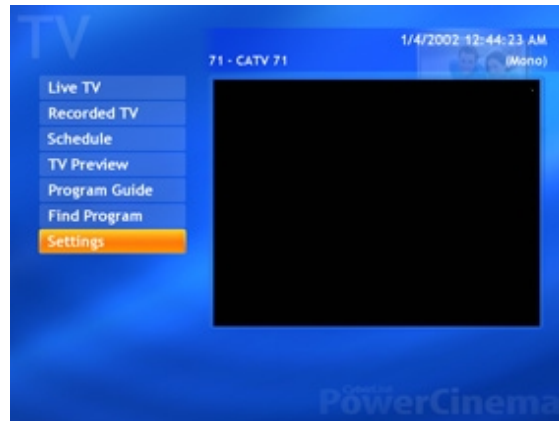 TV
1/4/2002 12:44:23 AM
71 - CATV 71 (Mono)
Live TV
Recorded TV
Schedule
TV Preview
Program Guide
Find Program
Settings
CyberLink
PowerCinema